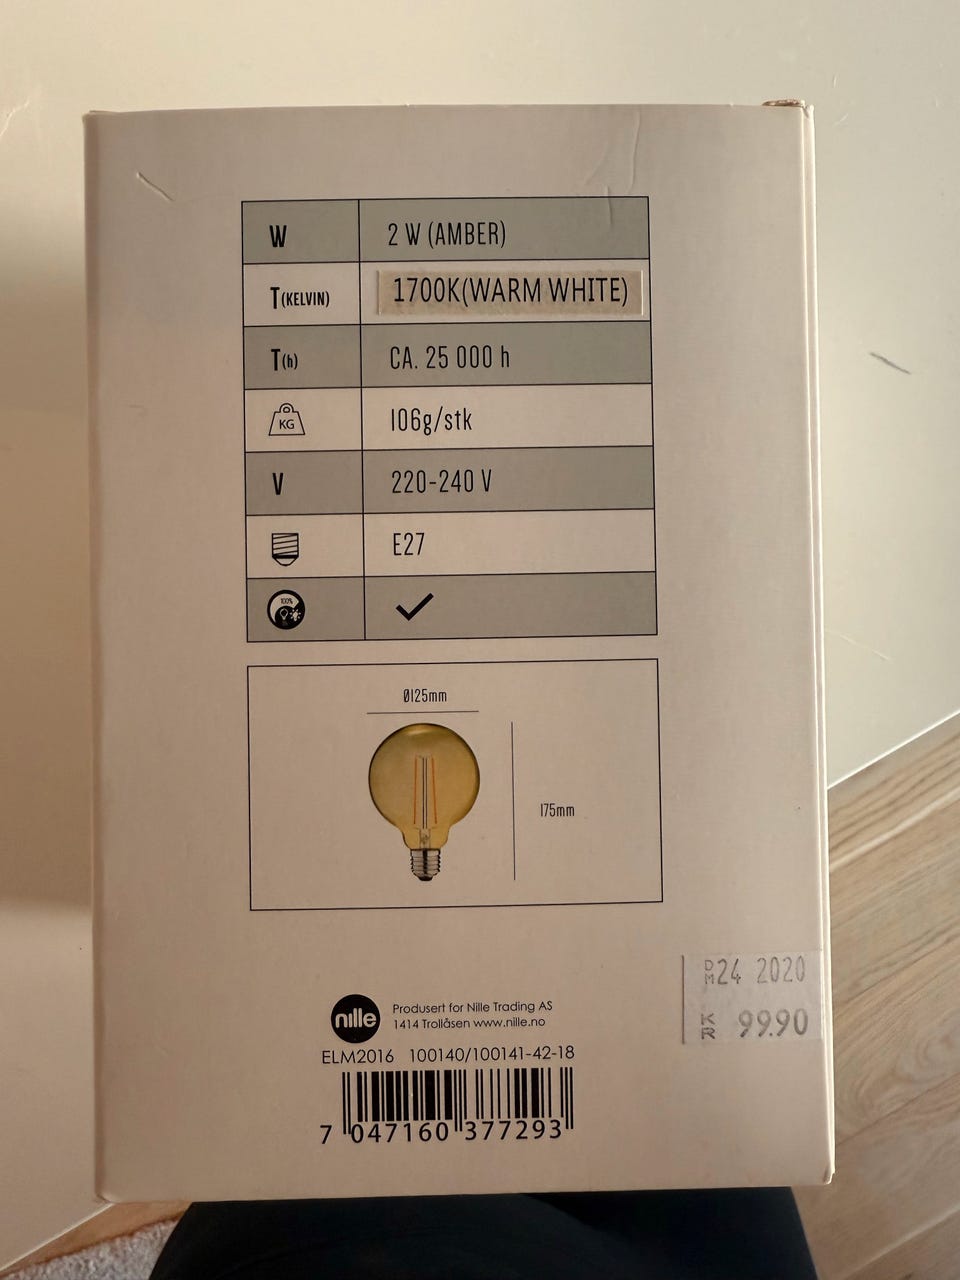 W 2 W (AMBER)
T(KELVIN) 1700K(WARM WHITE)
T(h) CA. 25 000 h
KG 106g/stk
V 220-240 V
E27
100%
Ø125mm
175mm
DM 24 2020
KR 99.90
nille
Produsert for Nille Trading AS
1414 Trollåsen www.nille.no
ELM2016 100140/100141-42-18
7 047160 377293